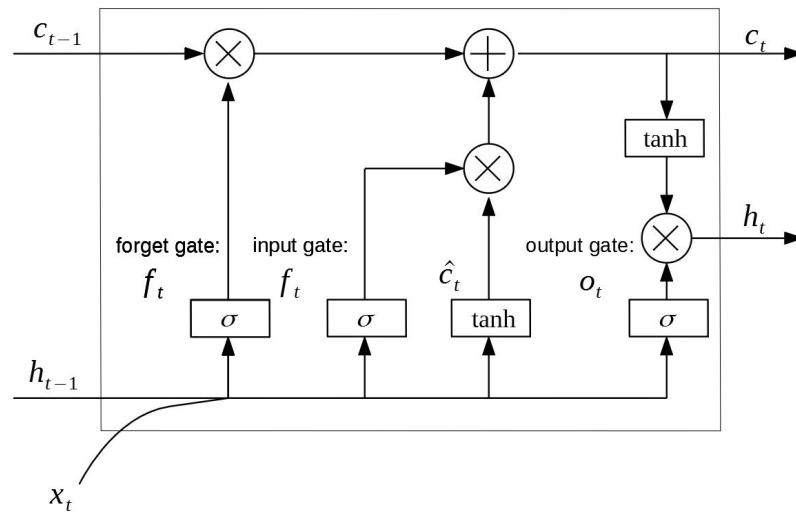 c_{t-1}
c_t
tanh
h_t
forget gate:
input gate:
output gate:
f_t
f_t
ĉ_t
o_t
σ
σ
tanh
σ
h_{t-1}
x_t